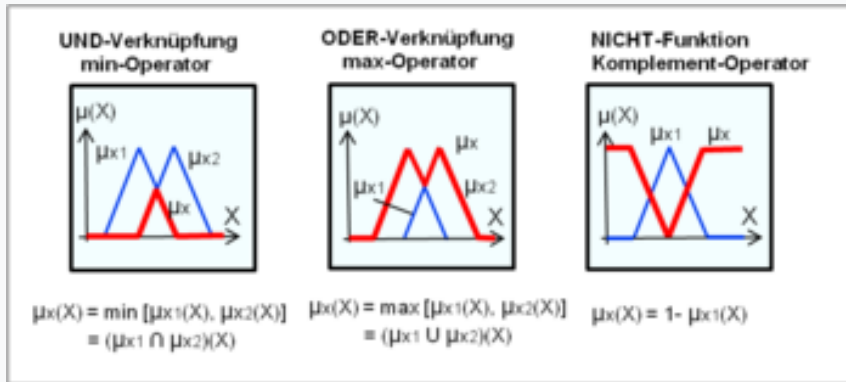 UND-Verknüpfung
min-Operator
ODER-Verknüpfung
max-Operator
NICHT-Funktion
Komplement-Operator
μ(X)
μx1
μx2
μx
X
μ(X)
μx
μx1
μx2
X
μ(X)
μx1
μx
X
μx(X) = min [μx1(X), μx2(X)]
= (μx1 ∩ μx2)(X)
μx(X) = max [μx1(X), μx2(X)]
= (μx1 U μx2)(X)
μx(X) = 1- μx1(X)